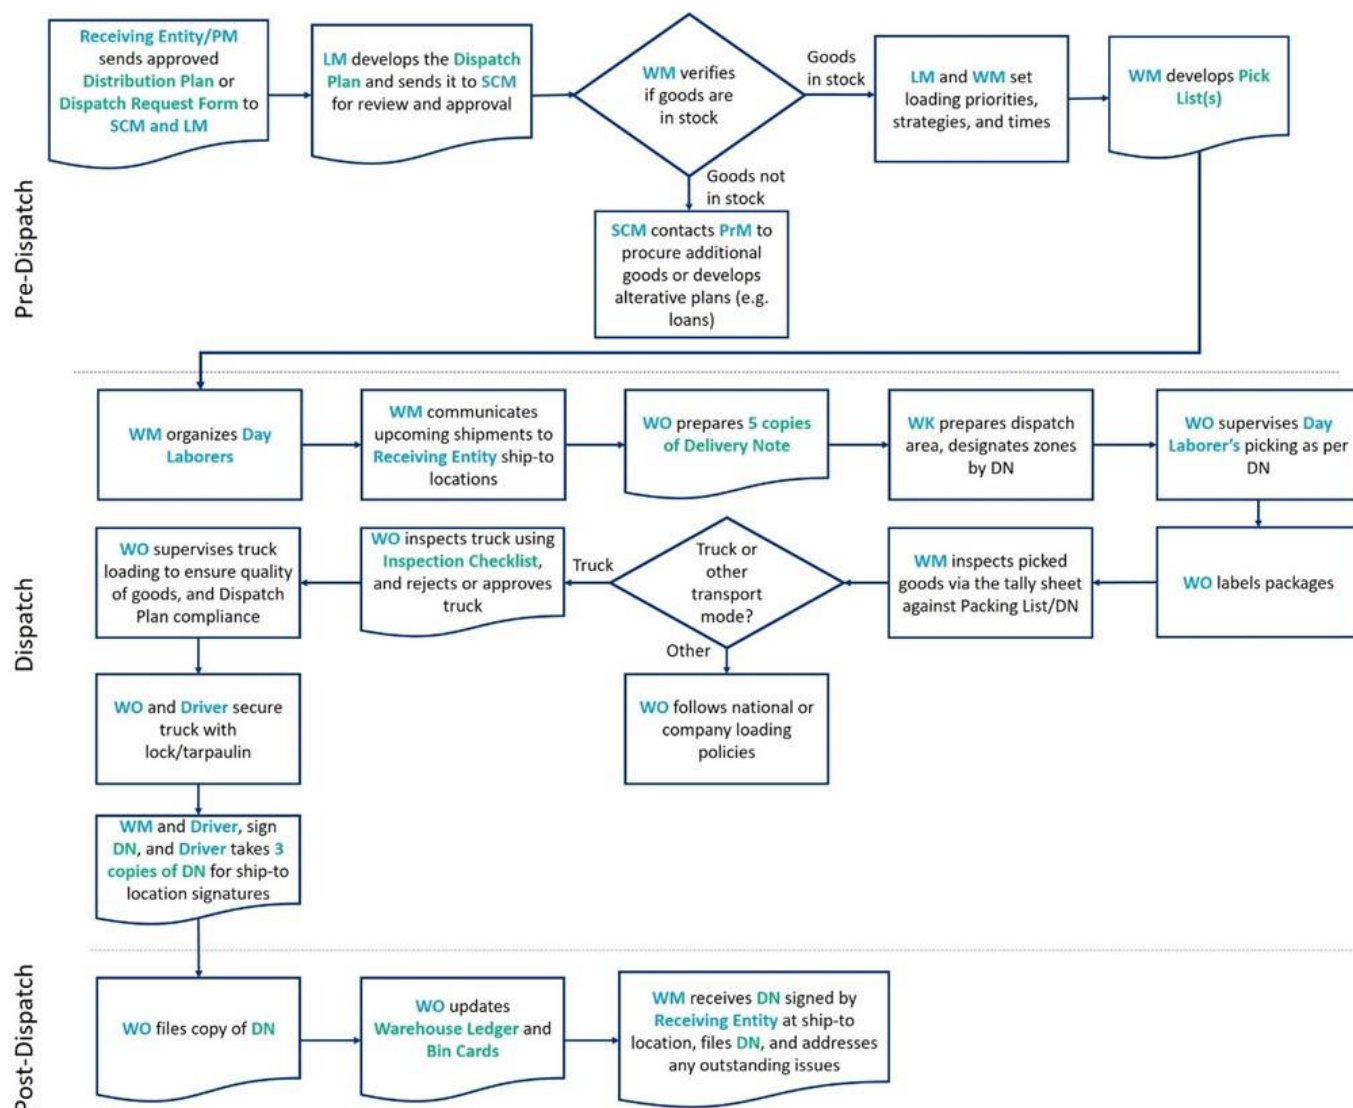 Pre-Dispatch
Receiving Entity/PM
sends approved
Distribution Plan or
Dispatch Request Form to
SCM and LM
LM develops the Dispatch
Plan and sends it to SCM
for review and approval
WM verifies
if goods are
in stock
Goods
in stock
LM and WM set
loading priorities,
strategies, and times
WM develops Pick
List(s)
Goods not
in stock
SCM contacts PrM to
procure additional
goods or develops
alterative plans (e.g.
loans)
Dispatch
WM organizes Day
Laborers
WM communicates
upcoming shipments to
Receiving Entity ship-to
locations
WO prepares 5 copies
of Delivery Note
WK prepares dispatch
area, designates zones
by DN
WO supervises Day
Laborer's picking as per
DN
WO labels packages
WM inspects picked
goods via the tally sheet
against Packing List/DN
Truck or
other
transport
mode?
Truck
WO inspects truck using
Inspection Checklist,
and rejects or approves
truck
WO supervises truck
loading to ensure quality
of goods, and Dispatch
Plan compliance
Other
WO follows national or
company loading
policies
WO and Driver secure
truck with
lock/tarpaulin
WM and Driver, sign
DN, and Driver takes 3
copies of DN for ship-to
location signatures
Post-Dispatch
WO files copy of DN
WO updates
Warehouse Ledger and
Bin Cards
WM receives DN signed by
Receiving Entity at ship-to
location, files DN, and addresses
any outstanding issues